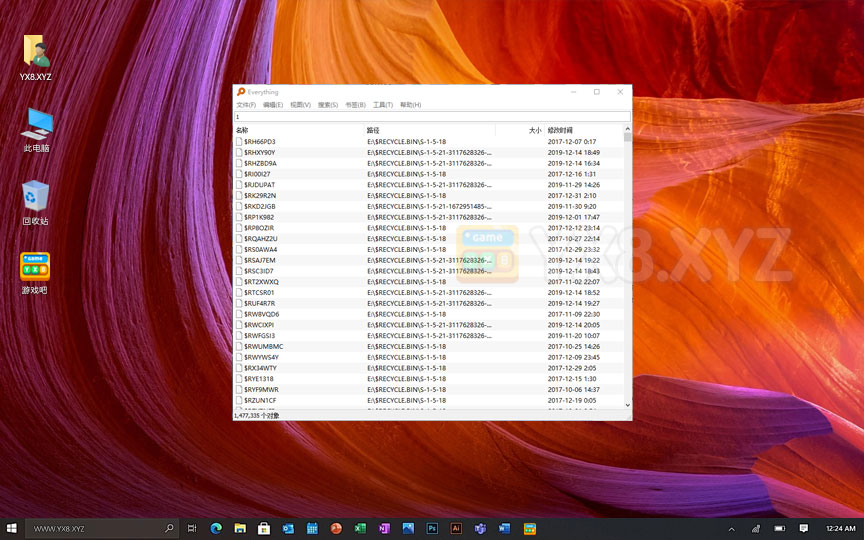 YX8.XYZ
此电脑
回收站
game
YX8
游戏吧
Everything
文件(F) 编辑(E) 视图(V) 搜索(S) 书签(B) 工具(T) 帮助(H)
1
名称 路径 大小 修改时间
$RH66PD3 E:\$RECYCLE.BIN\S-1-5-18 2017-12-07 0:17
$RHXY90Y E:\$RECYCLE.BIN\S-1-5-21-3117628326-... 2019-12-14 18:49
$RHZBD9A E:\$RECYCLE.BIN\S-1-5-21-3117628326-... 2019-12-14 16:34
$RI00I27 E:\$RECYCLE.BIN\S-1-5-18 2017-12-16 1:31
$RJDUPAT E:\$RECYCLE.BIN\S-1-5-21-3117628326-... 2019-11-29 14:26
$RK29R2N E:\$RECYCLE.BIN\S-1-5-18 2017-12-31 2:10
$RKD2JGB E:\$RECYCLE.BIN\S-1-5-21-1672951485-... 2019-11-30 9:20
$RP1K982 E:\$RECYCLE.BIN\S-1-5-21-3117628326-... 2019-12-01 17:47
$RP8OZIR E:\$RECYCLE.BIN\S-1-5-18 2017-12-12 23:14
$RQAHZ2U E:\$RECYCLE.BIN\S-1-5-18 2017-10-27 22:14
$RS0AWA4 E:\$RECYCLE.BIN\S-1-5-18 2017-12-29 23:32
$RSAJ7EM E:\$RECYCLE.BIN\S-1-5-21-3117628326-... 2019-12-14 19:22
$RSC3ID7 E:\$RECYCLE.BIN\S-1-5-21-3117628326-... 2019-12-14 18:43
$RT2XWXQ E:\$RECYCLE.BIN\S-1-5-18 2017-11-02 22:07
$RTCSR01 E:\$RECYCLE.BIN\S-1-5-21-3117628326-... 2019-12-14 18:52
$RUF4R7R E:\$RECYCLE.BIN\S-1-5-21-3117628326-... 2019-12-14 19:27
$RW8VQD6 E:\$RECYCLE.BIN\S-1-5-18 2017-11-09 22:30
$RWCIXPI E:\$RECYCLE.BIN\S-1-5-21-3117628326-... 2019-12-14 20:05
$RWFGSI3 E:\$RECYCLE.BIN\S-1-5-21-3117628326-... 2019-11-20 10:07
$RWUMBMC E:\$RECYCLE.BIN\S-1-5-18 2017-10-25 14:26
$RWYWS4Y E:\$RECYCLE.BIN\S-1-5-18 2017-12-09 23:45
$RX34WTY E:\$RECYCLE.BIN\S-1-5-18 2017-12-29 2:05
$RYE1318 E:\$RECYCLE.BIN\S-1-5-18 2017-12-15 1:30
$RYF9MWR E:\$RECYCLE.BIN\S-1-5-18 2017-10-06 14:37
$RZUN1CF E:\$RECYCLE.BIN\S-1-5-18 2017-12-19 0:05
1,477,335 个对象
game
YX8.XYZ
WWW.YX8.XYZ
Ps Ai
12:24 AM